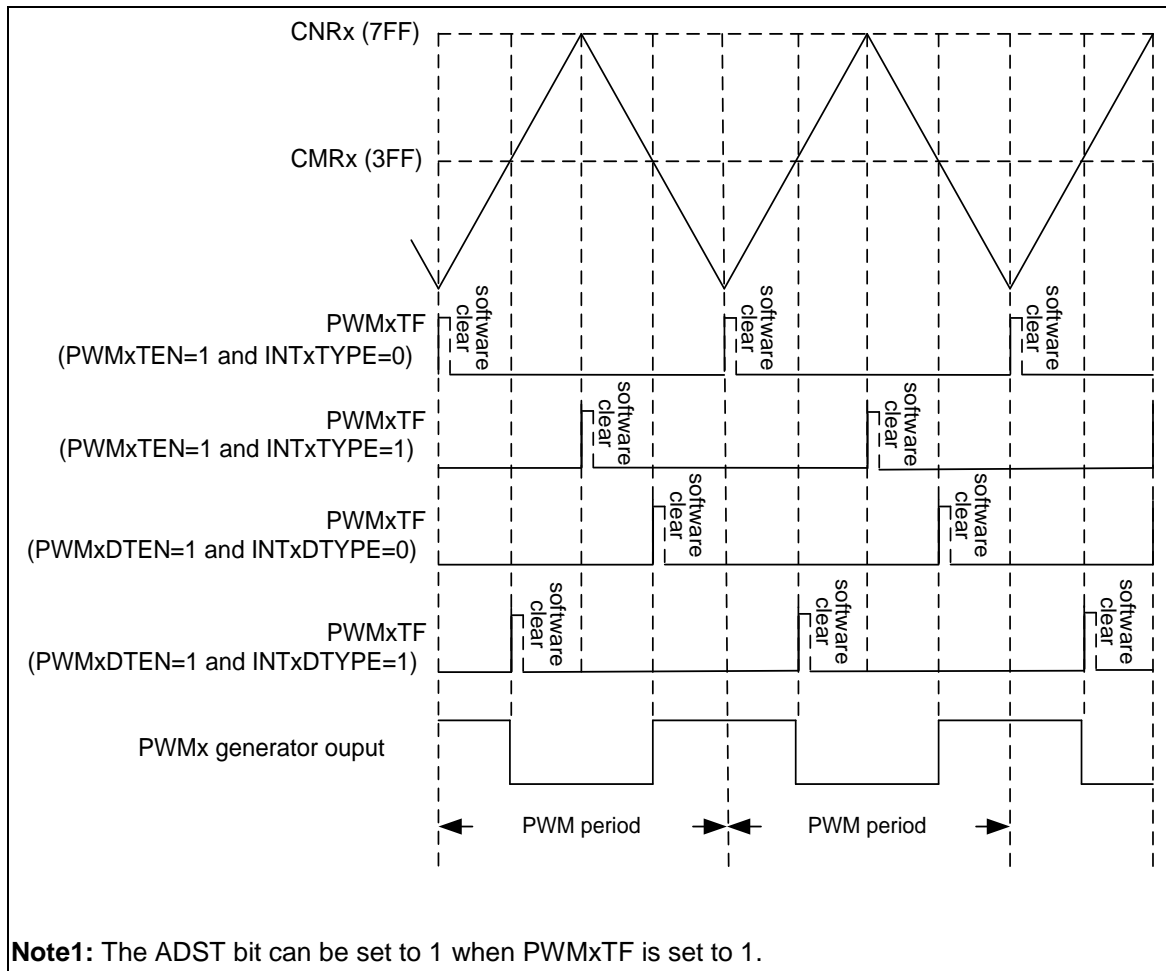 CNRx (7FF)
CMRx (3FF)
PWMxTF
(PWMxTEN=1 and INTxTYPE=0)
software
clear
software
clear
software
clear
PWMxTF
(PWMxTEN=1 and INTxTYPE=1)
software
clear
software
clear
PWMxTF
(PWMxDTEN=1 and INTxDTYPE=0)
software
clear
software
clear
PWMxTF
(PWMxDTEN=1 and INTxDTYPE=1)
software
clear
software
clear
software
clear
PWMx generator ouput
PWM period
PWM period
Note1: The ADST bit can be set to 1 when PWMxTF is set to 1.